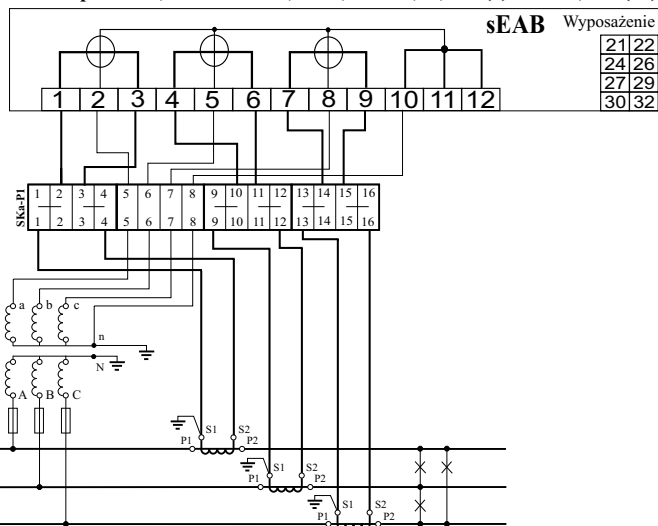 sEAB Wyposażenie
21 22
24 26
27 29
30 32
1 2 3 4 5 6 7 8 9 10 11 12
SKa-P1
1 2 3 4 5 6 7 8 9 10 11 12 13 14 15 16
1 2 3 4 5 6 7 8 9 10 11 12 13 14 15 16
a b c
n
N
A B C
S1 S2
P1 P2
S1 S2
P1 P2
S1 S2
P1 P2